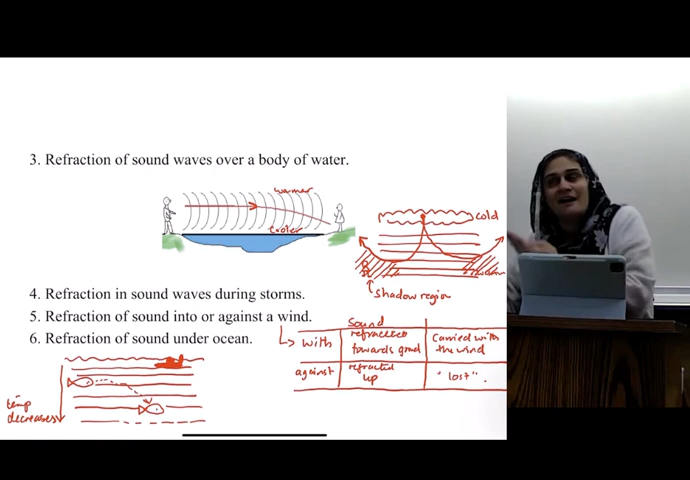 3. Refraction of sound waves over a body of water.
warmer
cooler
cold
warm
Shadow region
4. Refraction in sound waves during storms.
5. Refraction of sound into or against a wind.
6. Refraction of sound under ocean.
Sound
with
refracted
towards gnd
Carried with
the wind
against
refracted
up
"lost".
temp
decreases